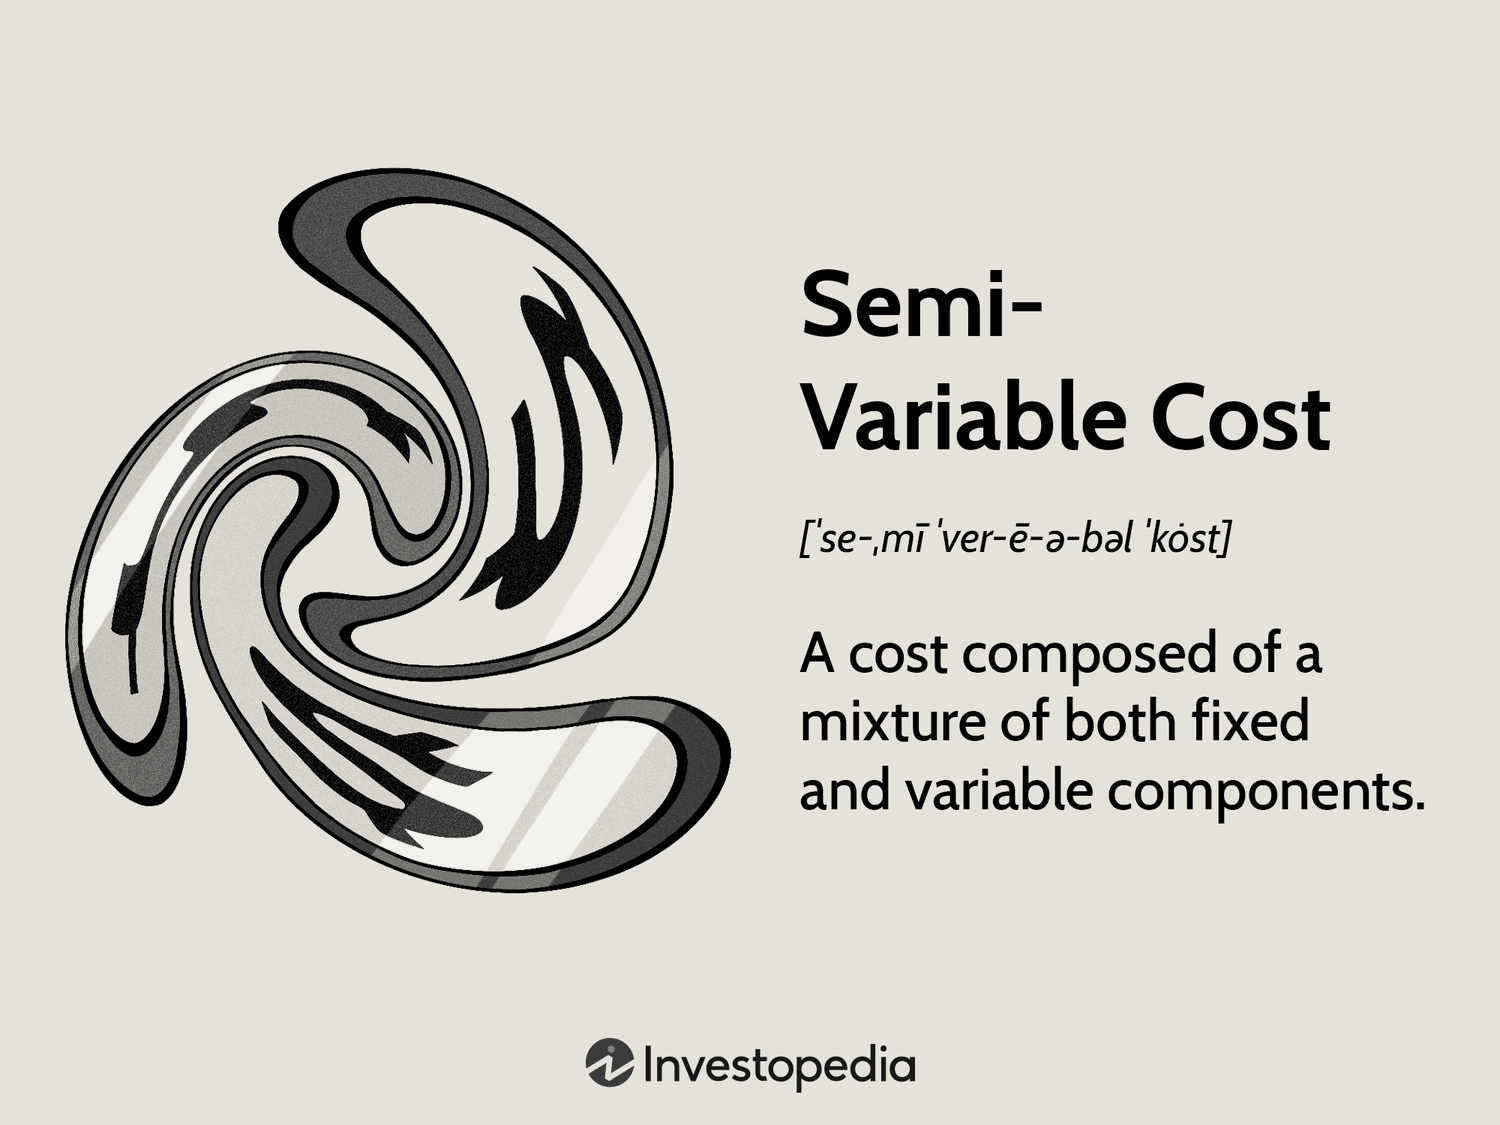 Semi-
Variable Cost
[ˈse-ˌmī ˈver-ē-ə-bəl ˈkȯst]
A cost composed of a
mixture of both fixed
and variable components.
Investopedia